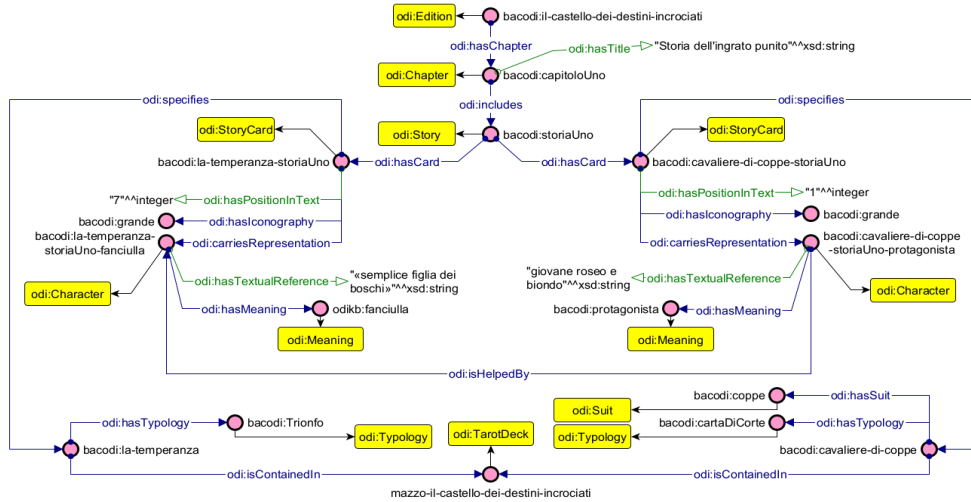 odi:Edition
bacodi:il-castello-dei-destini-incrociati
odi:hasChapter
odi:hasTitle
"Storia dell'ingrato punito"^^xsd:string
odi:Chapter
bacodi:capitoloUno
odi:specifies
odi:includes
odi:specifies
odi:StoryCard
odi:Story
bacodi:storiaUno
odi:StoryCard
bacodi:la-temperanza-storiaUno
odi:hasCard
odi:hasCard
bacodi:cavaliere-di-coppe-storiaUno
"7"^^integer
odi:hasPositionInText
odi:hasPositionInText
"1"^^integer
bacodi:grande
odi:hasIconography
odi:hasIconography
bacodi:grande
bacodi:la-temperanza-
storiaUno-fanciulla
odi:carriesRepresentation
odi:carriesRepresentation
bacodi:cavaliere-di-coppe
-storiaUno-protagonista
odi:hasTextualReference
"«semplice figlia dei
boschi»"^^xsd:string
"giovane roseo e
biondo"^^xsd:string
odi:hasTextualReference
odi:Character
odi:Character
odi:hasMeaning
odikb:fanciulla
bacodi:protagonista
odi:hasMeaning
odi:Meaning
odi:Meaning
odi:isHelpedBy
bacodi:coppe
odi:hasSuit
odi:Suit
odi:hasTypology
bacodi:Trionfo
bacodi:cartaDiCorte
odi:hasTypology
odi:Typology
odi:TarotDeck
odi:Typology
bacodi:la-temperanza
bacodi:cavaliere-di-coppe
odi:isContainedIn
odi:isContainedIn
mazzo-il-castello-dei-destini-incrociati